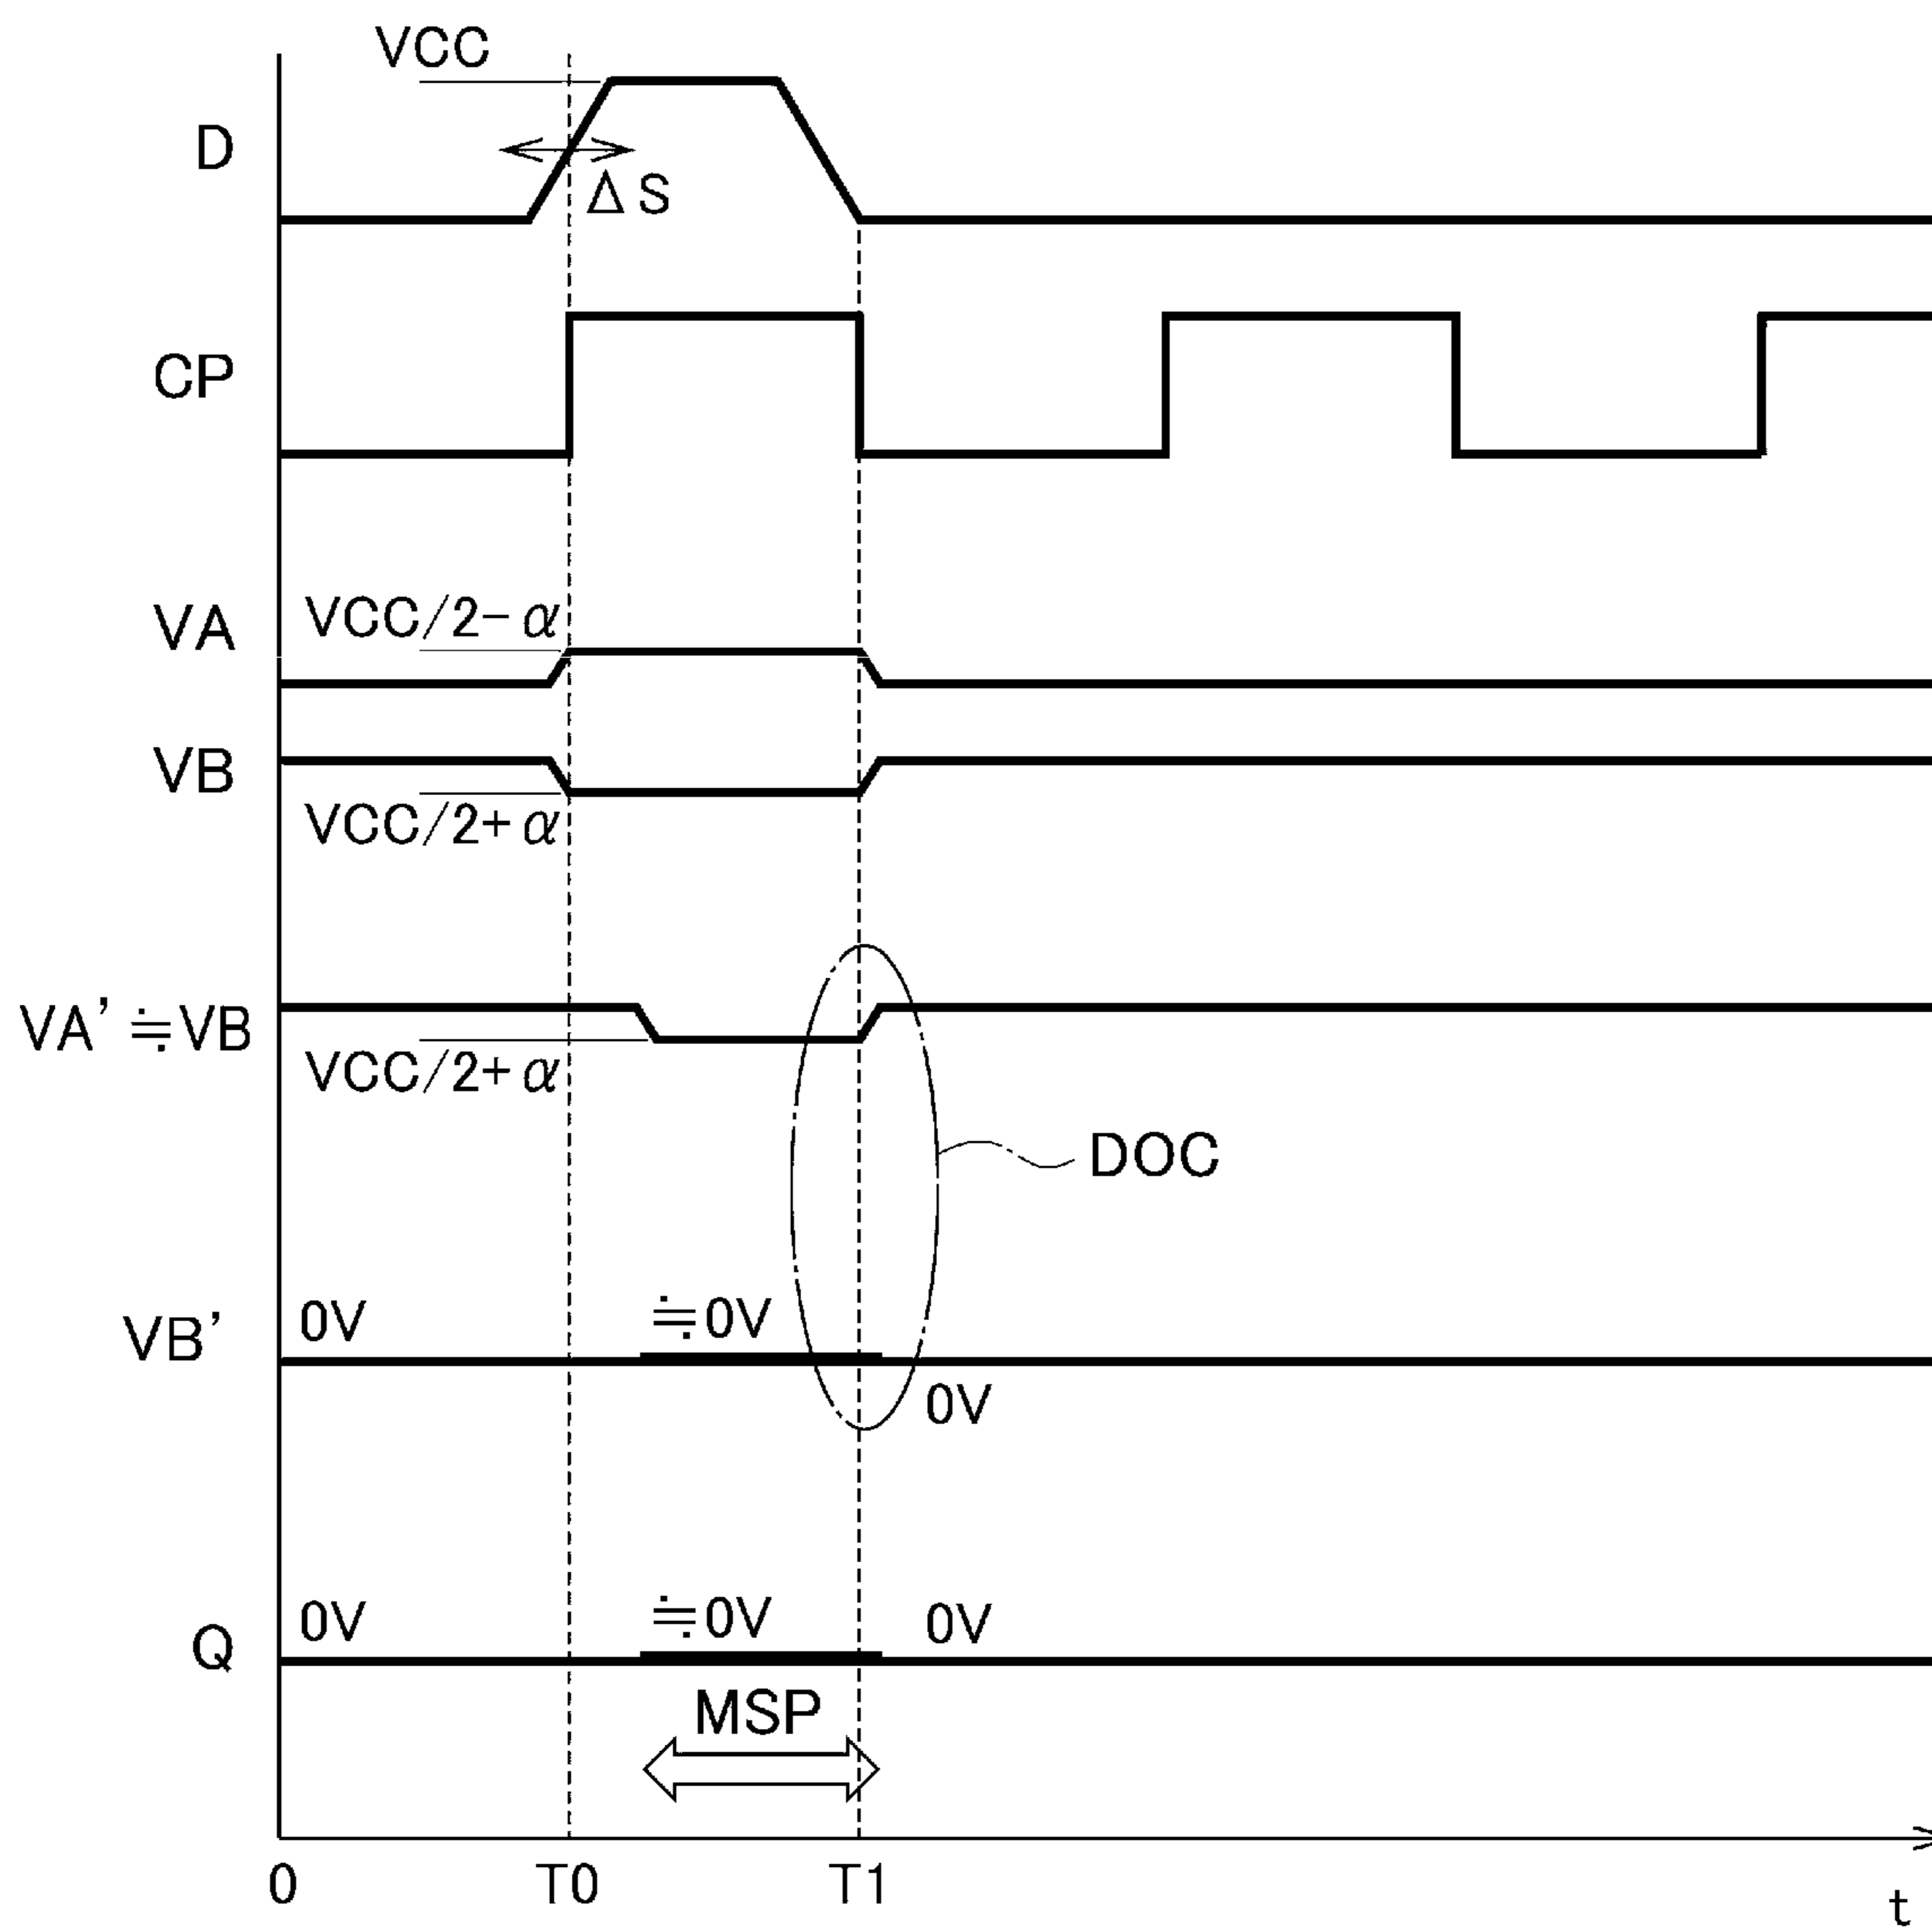 VCC
D
ΔS
CP
VCC/2-α
VA
VB
VCC/2+α
VA'≒VB
VCC/2+α
DOC
0V
≒0V
VB'
0V
0V
≒0V
0V
Q
MSP
0
T0
T1
t